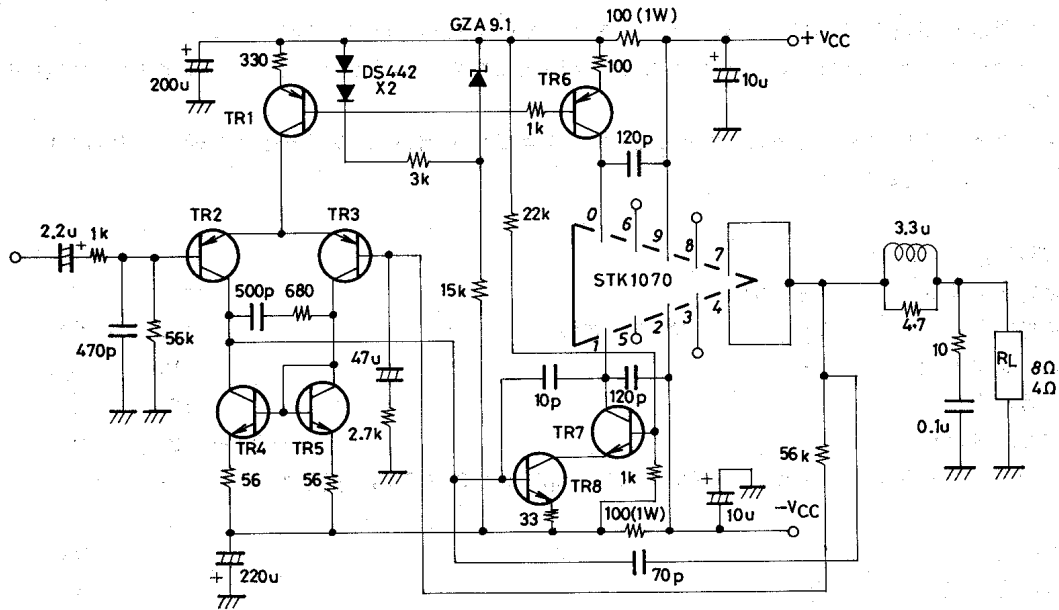 100 (1W)
GZA 9.1
+ VCC
+
200u
330
DS442
X2
100
TR6
+
10u
TR1
1k
120p
3k
TR2
TR3
22k
0
6
9
8
7
3.3u
2.2u
+
1k
500p
680
STK1070
15k
1
5
2
3
4
4.7
470p
56k
47u
10
RL
8Ω
4Ω
10p
120p
TR4
TR5
2.7k
TR7
0.1u
56k
56
56
TR8
1k
+
10u
33
100(1W)
-VCC
+
220u
70p